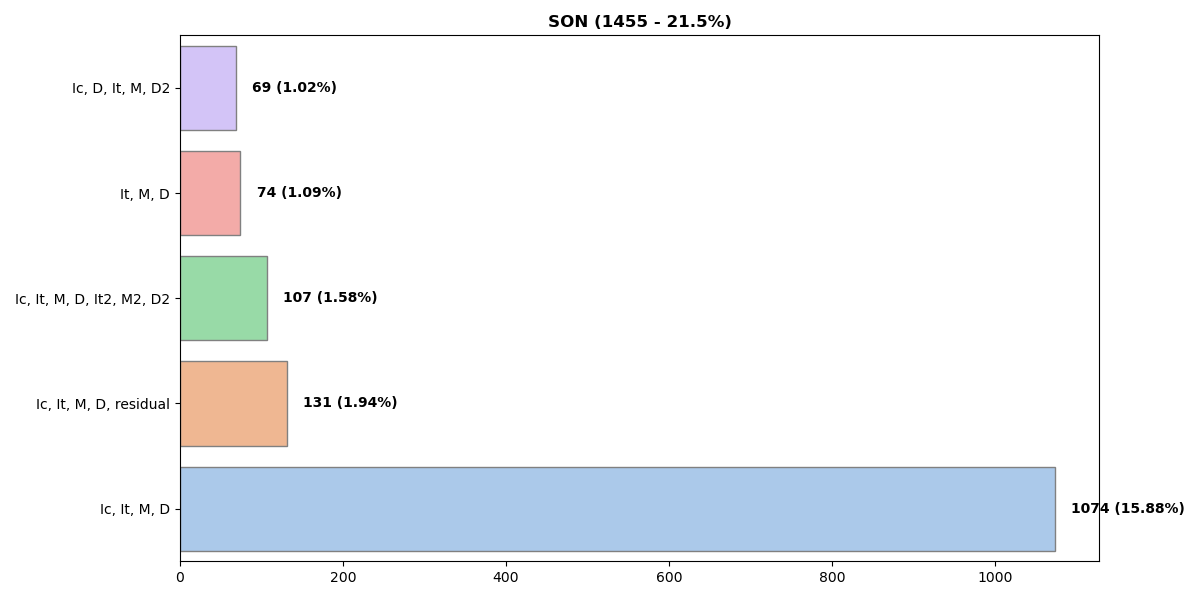 SON (1455 - 21.5%)
Ic, D, It, M, D2
69 (1.02%)
It, M, D
74 (1.09%)
Ic, It, M, D, It2, M2, D2
107 (1.58%)
Ic, It, M, D, residual
131 (1.94%)
Ic, It, M, D
1074 (15.88%)
0 200 400 600 800 1000